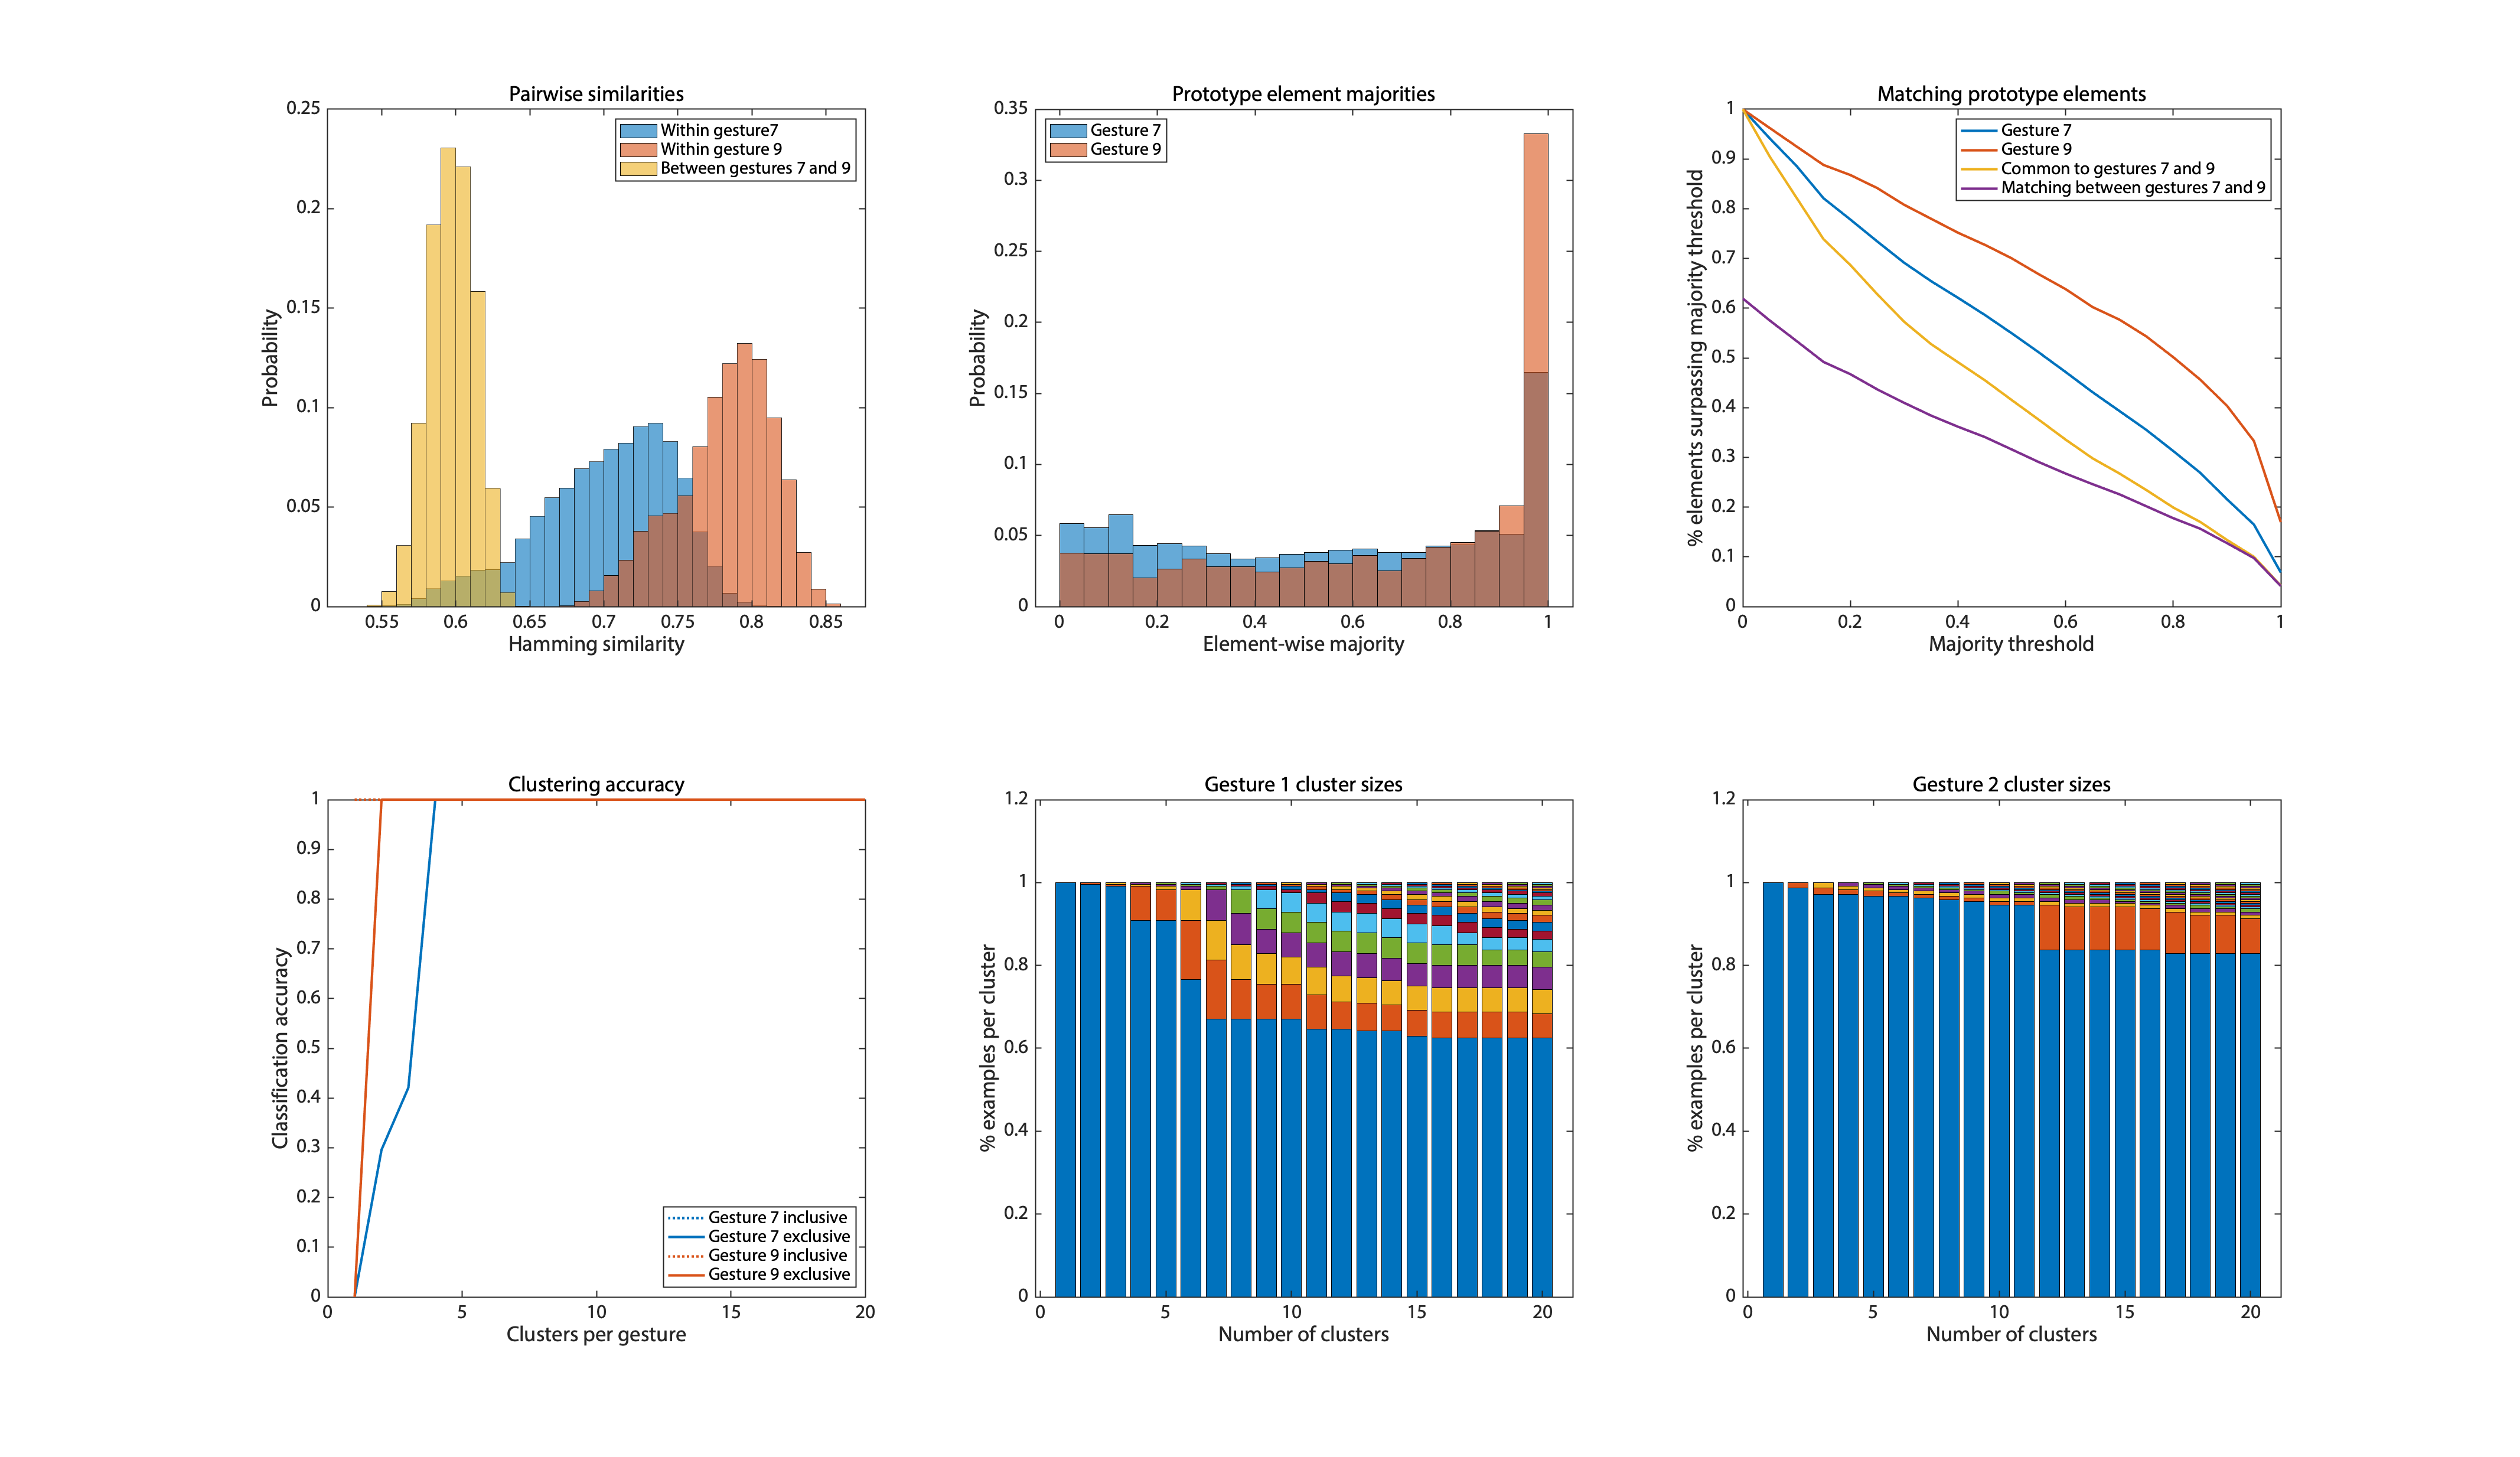 Pairwise similarities
0.25
0.2
0.15
0.1
0.05
0
Probability
Within gesture7
Within gesture 9
Between gestures 7 and 9
0.55 0.6 0.65 0.7 0.75 0.8 0.85
Hamming similarity
Prototype element majorities
0.35
0.3
0.25
0.2
0.15
0.1
0.05
0
Probability
Gesture 7
Gesture 9
0 0.2 0.4 0.6 0.8 1
Element-wise majority
Matching prototype elements
1
0.9
0.8
0.7
0.6
0.5
0.4
0.3
0.2
0.1
0
% elements surpassing majority threshold
Gesture 7
Gesture 9
Common to gestures 7 and 9
Matching between gestures 7 and 9
0 0.2 0.4 0.6 0.8 1
Majority threshold
Clustering accuracy
1
0.9
0.8
0.7
0.6
0.5
0.4
0.3
0.2
0.1
0
Classification accuracy
Gesture 7 inclusive
Gesture 7 exclusive
Gesture 9 inclusive
Gesture 9 exclusive
0 5 10 15 20
Clusters per gesture
Gesture 1 cluster sizes
1.2
1
0.8
0.6
0.4
0.2
0
% examples per cluster
0 5 10 15 20
Number of clusters
Gesture 2 cluster sizes
1.2
1
0.8
0.6
0.4
0.2
0
% examples per cluster
0 5 10 15 20
Number of clusters